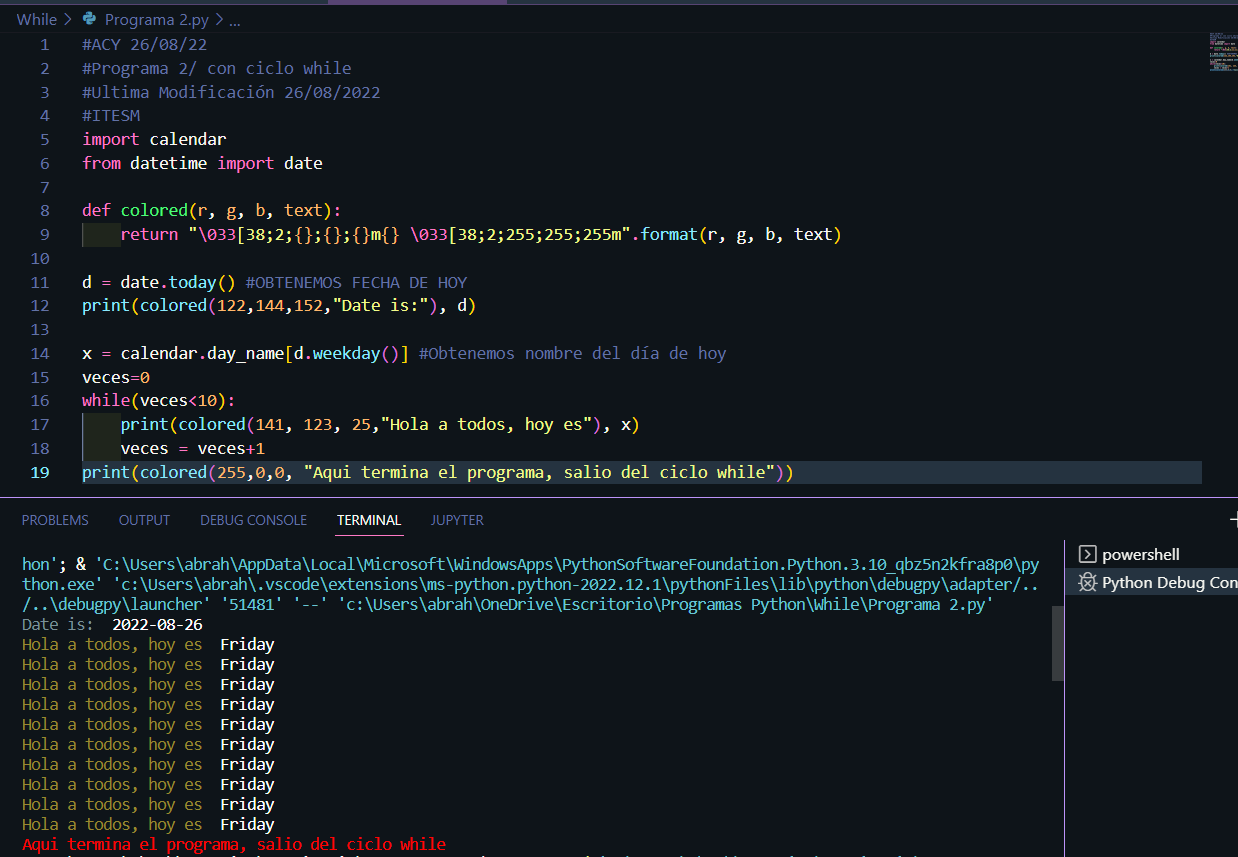 While > Programa 2.py > ...
1 #ACY 26/08/22
2 #Programa 2/ con ciclo while
3 #Ultima Modificación 26/08/2022
4 #ITESM
5 import calendar
6 from datetime import date
7
8 def colored(r, g, b, text):
9     return "\033[38;2;{};{};{}m{} \033[38;2;255;255;255m".format(r, g, b, text)
10
11 d = date.today() #OBTENEMOS FECHA DE HOY
12 print(colored(122,144,152,"Date is:"), d)
13
14 x = calendar.day_name[d.weekday()] #Obtenemos nombre del día de hoy
15 veces=0
16 while(veces<10):
17     print(colored(141, 123, 25,"Hola a todos, hoy es"), x)
18     veces = veces+1
19 print(colored(255,0,0, "Aqui termina el programa, salio del ciclo while"))
PROBLEMS OUTPUT DEBUG CONSOLE TERMINAL JUPYTER
hon'; & 'C:\Users\abrah\AppData\Local\Microsoft\WindowsApps\PythonSoftwareFoundation.Python.3.10_qbz5n2kfra8p0\py
thon.exe' 'c:\Users\abrah\.vscode\extensions\ms-python.python-2022.12.1\pythonFiles\lib\python\debugpy\adapter/..
/..\debugpy\launcher' '51481' '--' 'c:\Users\abrah\OneDrive\Escritorio\Programas Python\While\Programa 2.py'
Date is:  2022-08-26
Hola a todos, hoy es  Friday
Hola a todos, hoy es  Friday
Hola a todos, hoy es  Friday
Hola a todos, hoy es  Friday
Hola a todos, hoy es  Friday
Hola a todos, hoy es  Friday
Hola a todos, hoy es  Friday
Hola a todos, hoy es  Friday
Hola a todos, hoy es  Friday
Hola a todos, hoy es  Friday
Aqui termina el programa, salio del ciclo while
powershell
Python Debug Con